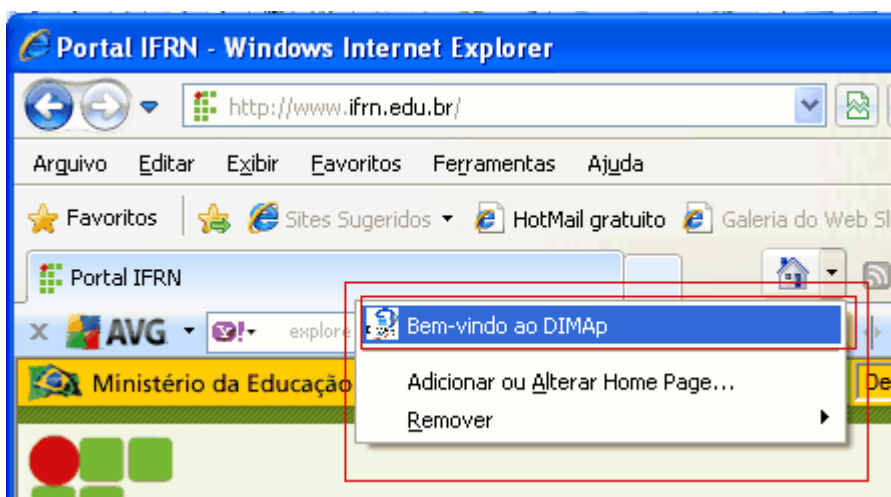 Portal IFRN - Windows Internet Explorer
http://www.ifrn.edu.br/
Arquivo Editar Exibir Favoritos Ferramentas Ajuda
Favoritos Sites Sugeridos HotMail gratuito Galeria do Web Sl
Portal IFRN
AVG Y! explore
Bem-vindo ao DIMAp
Ministério da Educação De
Adicionar ou Alterar Home Page...
Remover